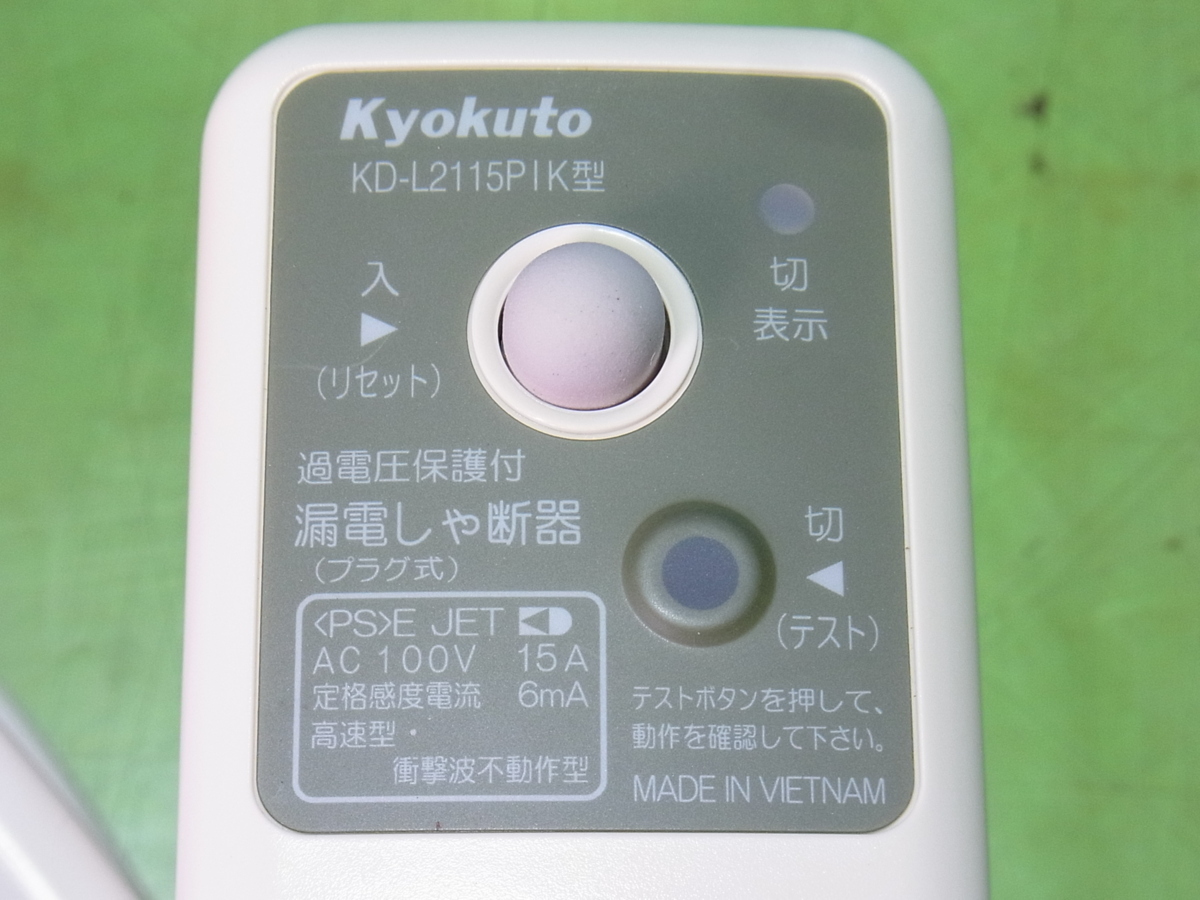 Kyokuto
KD-L2115PIK型
入
▶
(リセット)
切
表示
過電圧保護付
漏電しゃ断器
(プラグ式)
切
◀
(テスト)
<PS>E JET
AC 100V 15A
定格感度電流 6mA
高速型・
衝撃波不動作型
テストボタンを押して、
動作を確認して下さい。
MADE IN VIETNAM